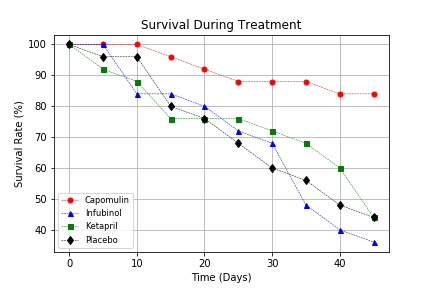 Survival During Treatment
Survival Rate (%)
100
90
80
70
60
50
40
Capomulin
Infubinol
Ketapril
Placebo
0 10 20 30 40
Time (Days)